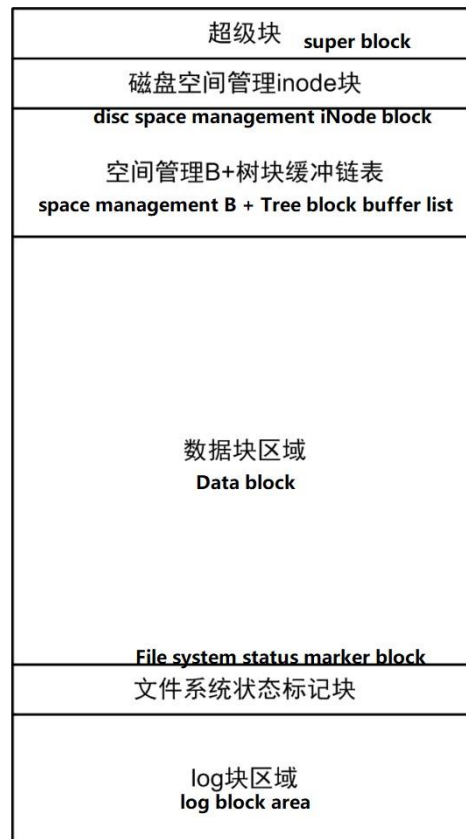 超级块 super block
磁盘空间管理inode块
disc space management iNode block
空间管理B+树块缓冲链表
space management B + Tree block buffer list
数据块区域
Data block
File system status marker block
文件系统状态标记块
log块区域
log block area